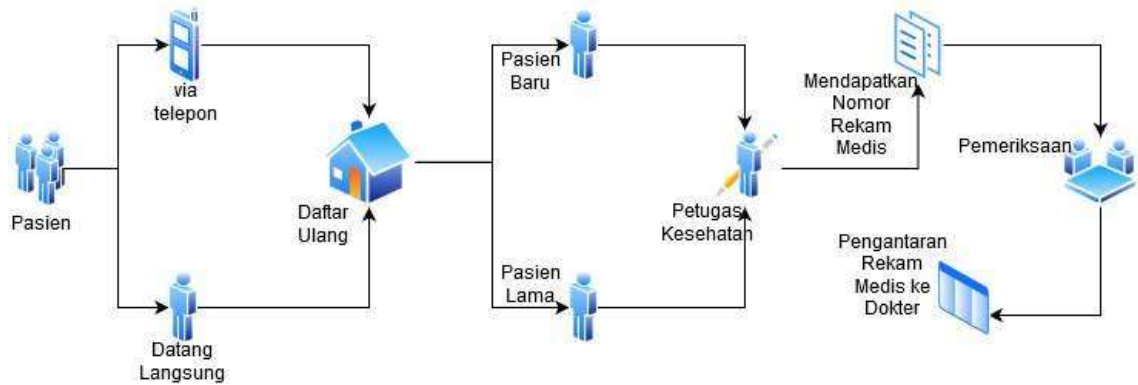 Pasien
via
telepon
Datang
Langsung
Daftar
Ulang
Pasien
Baru
Pasien
Lama
Petugas
Kesehatan
Mendapatkan
Nomor
Rekam
Medis
Pemeriksaan
Pengantaran
Rekam
Medis ke
Dokter